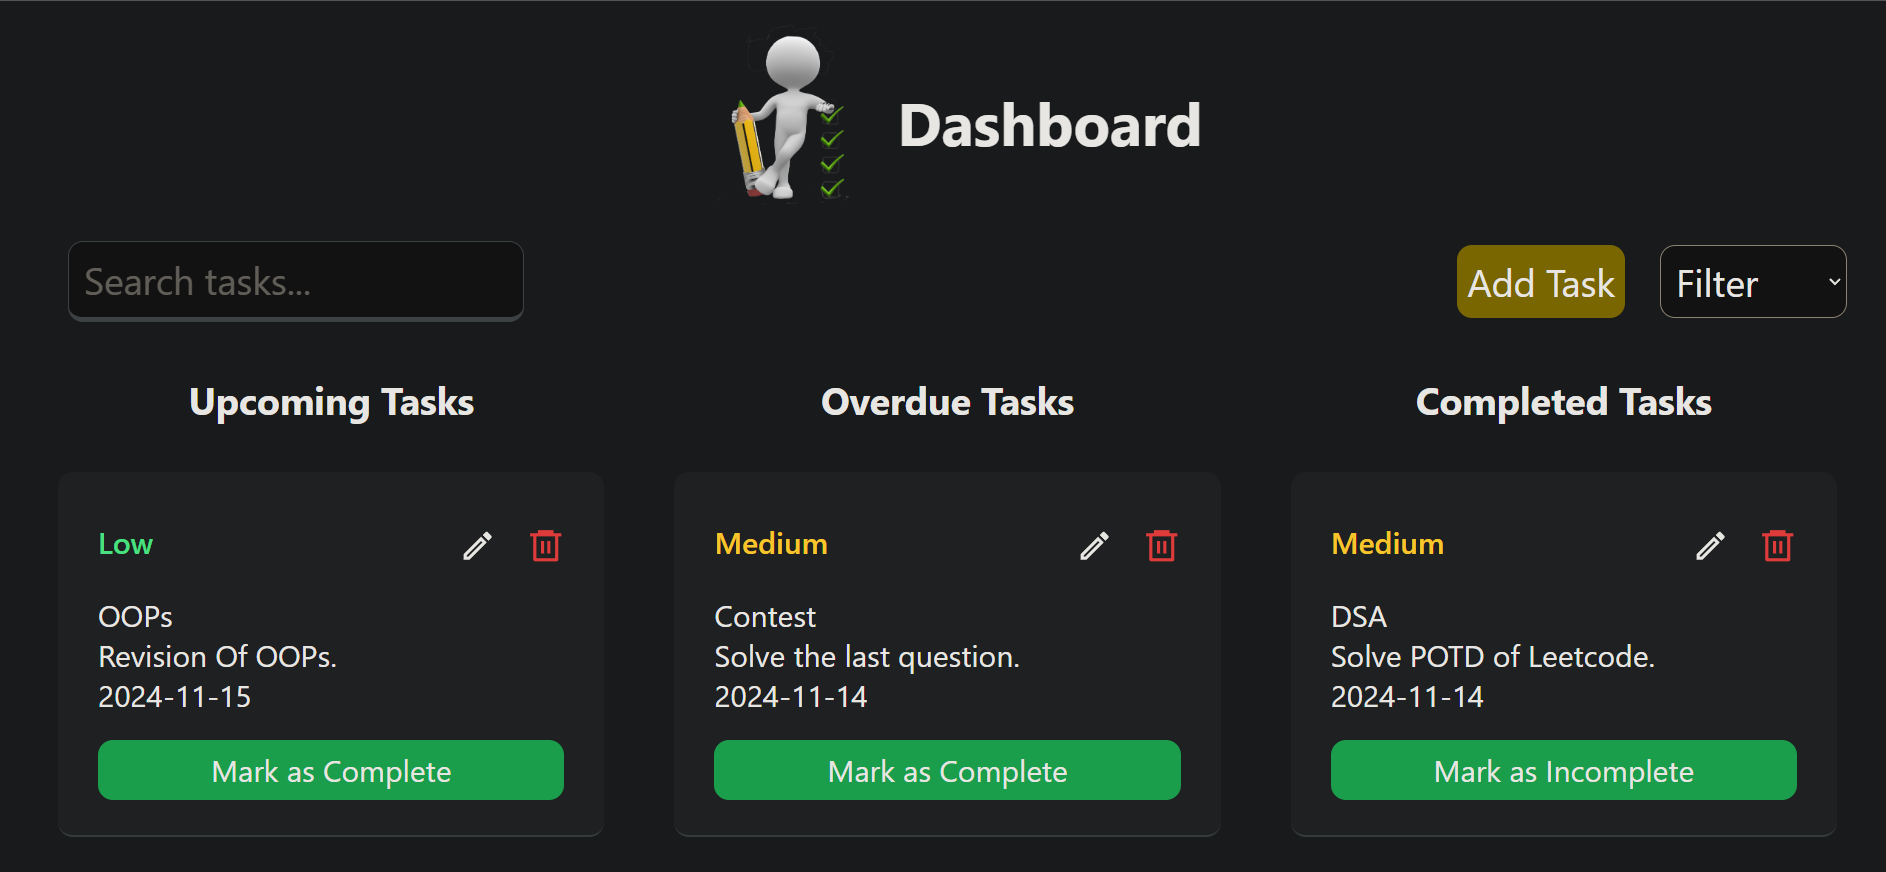 Dashboard
Search tasks...
Add Task
Filter
Upcoming Tasks
Overdue Tasks
Completed Tasks
Low
OOPs
Revision Of OOPs.
2024-11-15
Mark as Complete
Medium
Contest
Solve the last question.
2024-11-14
Mark as Complete
Medium
DSA
Solve POTD of Leetcode.
2024-11-14
Mark as Incomplete